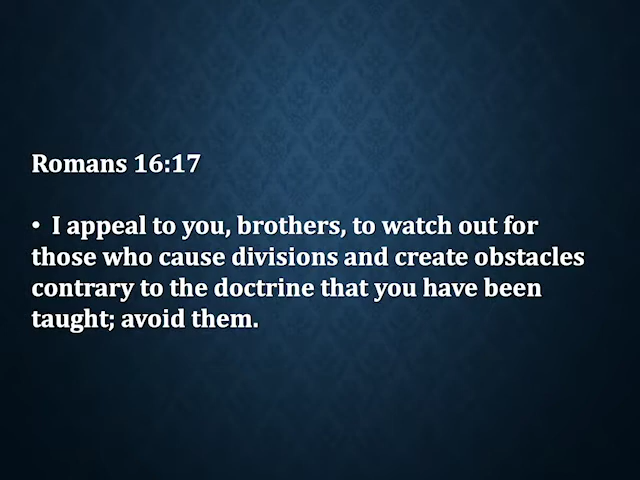 Romans 16:17
• I appeal to you, brothers, to watch out for
those who cause divisions and create obstacles
contrary to the doctrine that you have been
taught; avoid them.